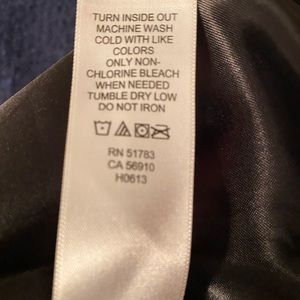 TURN INSIDE OUT
MACHINE WASH
COLD WITH LIKE
COLORS
ONLY NON-
CHLORINE BLEACH
WHEN NEEDED
TUMBLE DRY LOW
DO NOT IRON
RN 51783
CA 56910
H0613